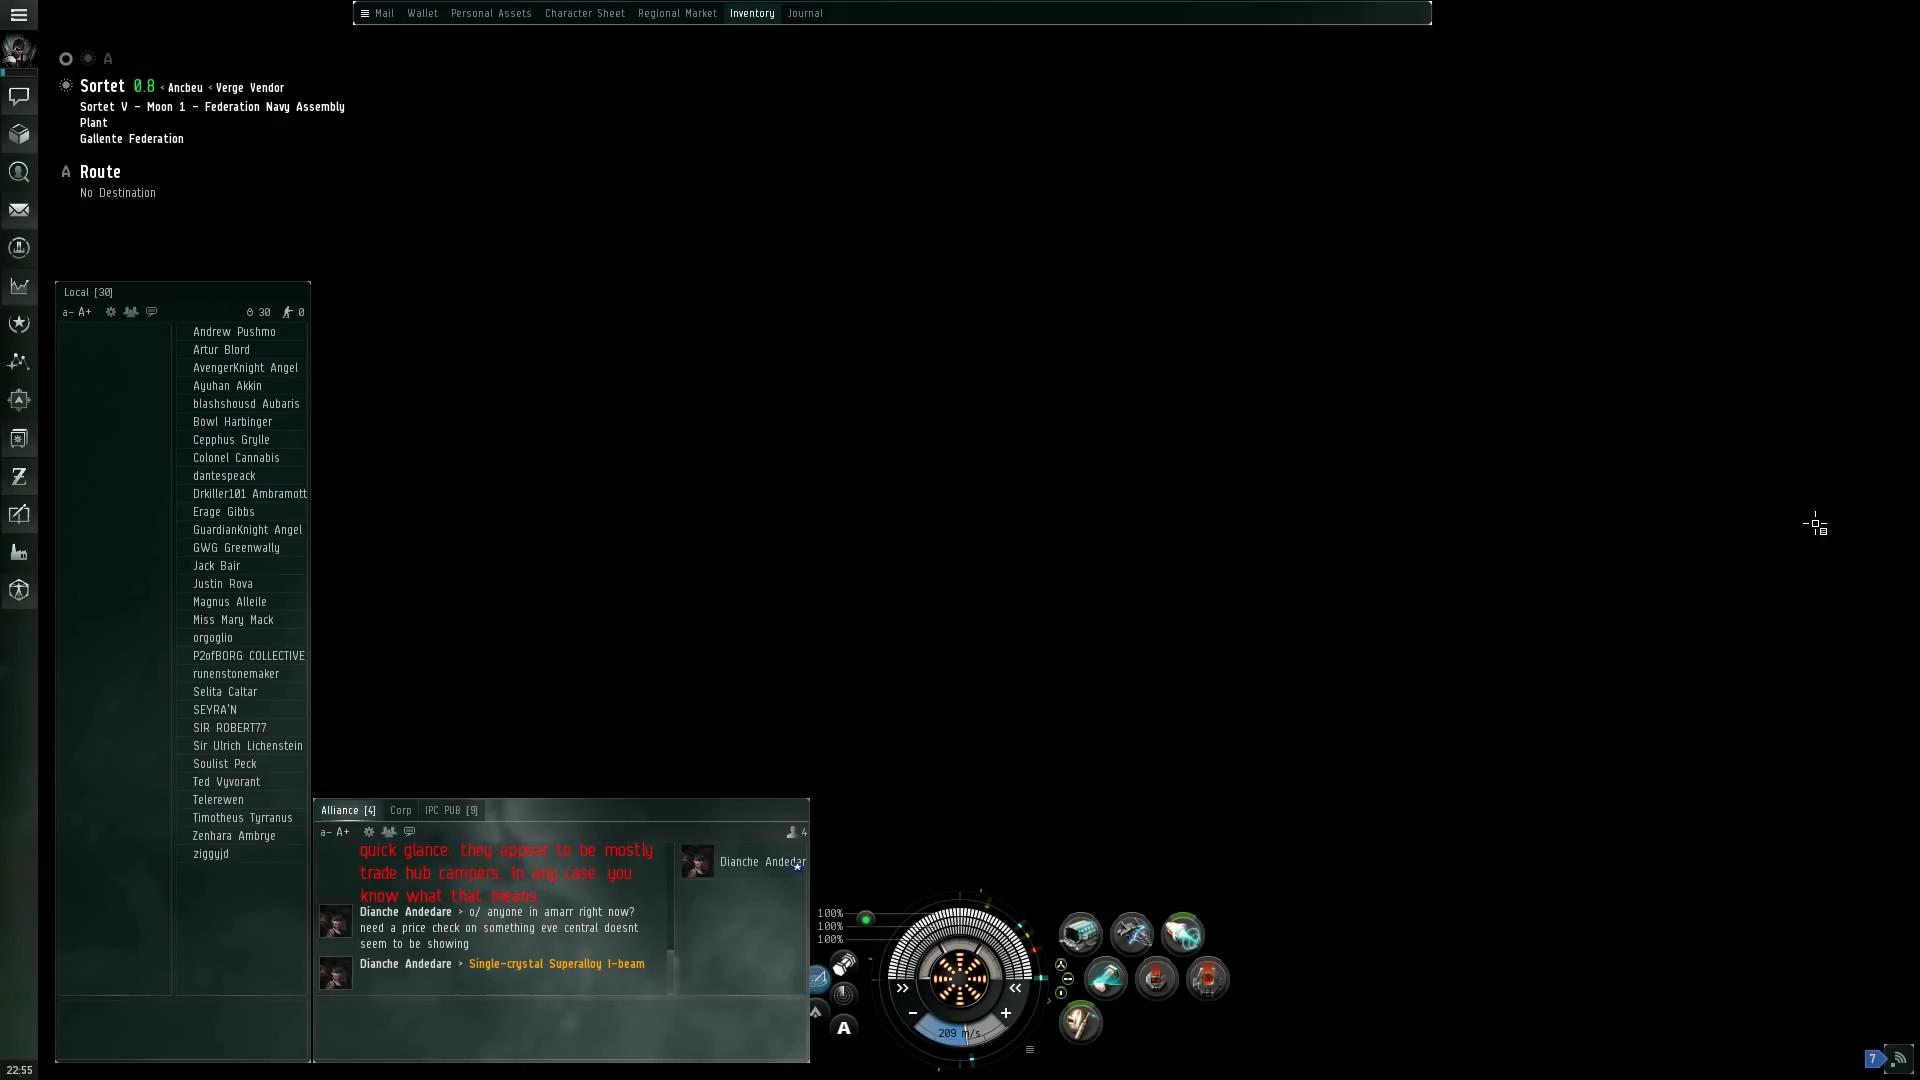 Mail Wallet Personal Assets Character Sheet Regional Market Inventory Journal
A
Sortet 0.8 < Ancbeu < Verge Vendor
Sortet V - Moon 1 - Federation Navy Assembly
Plant
Gallente Federation
A Route
No Destination
Local [30]
a- A+ 30 0
Andrew Pushmo
Artur Blord
AvengerKnight Angel
Ayuhan Akkin
blashshousd Aubaris
Bowl Harbinger
Cepphus Grylle
Colonel Cannabis
dantespeack
Drkiller101 Ambramott
Erage Gibbs
GuardianKnight Angel
GWG Greenwally
Jack Bair
Justin Rova
Magnus Alleile
Miss Mary Mack
orgoglio
P2ofBORG COLLECTIVE
runenstonemaker
Selita Caltar
SEYRA'N
SIR ROBERT77
Sir Ulrich Lichenstein
Soulist Peck
Ted Vyvorant
Telerewen
Timotheus Tyrranus
Zenhara Ambrye
ziggyjd
Alliance [4] Corp IPC PUB [9]
a- A+ 4
quick glance. they appear to be mostly
trade hub campers. In any case, you
know what that means.
Dianche Andedar
Dianche Andedare > o/ anyone in amarr right now?
need a price check on something eve central doesnt
seem to be showing
Dianche Andedare > Single-crystal Superalloy I-beam
100%
100%
100%
A
209 m/s
22:55
7